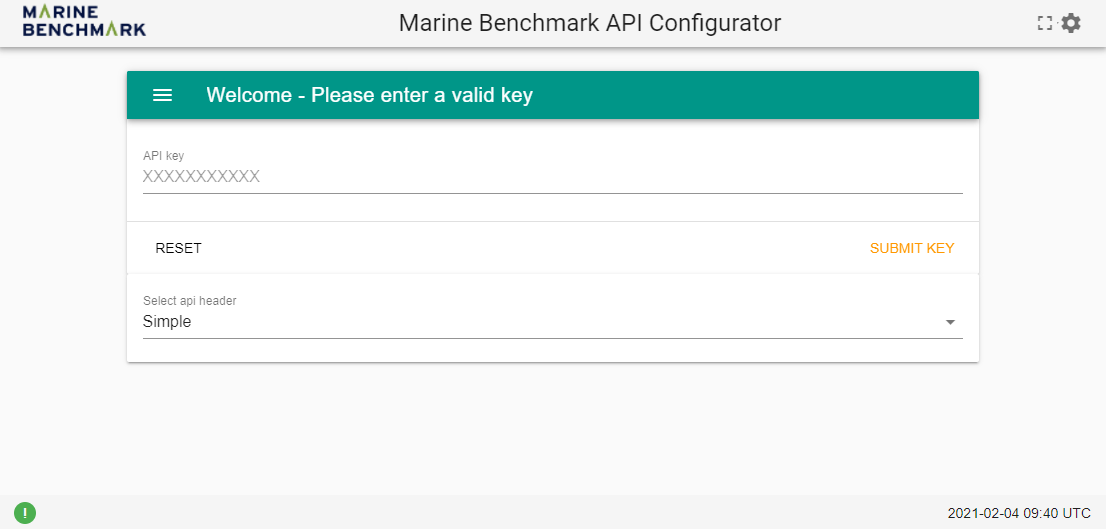 MARINE
BENCHMARK
Marine Benchmark API Configurator
Welcome - Please enter a valid key
API key
XXXXXXXXXXX
RESET
SUBMIT KEY
Select api header
Simple
!
2021-02-04 09:40 UTC